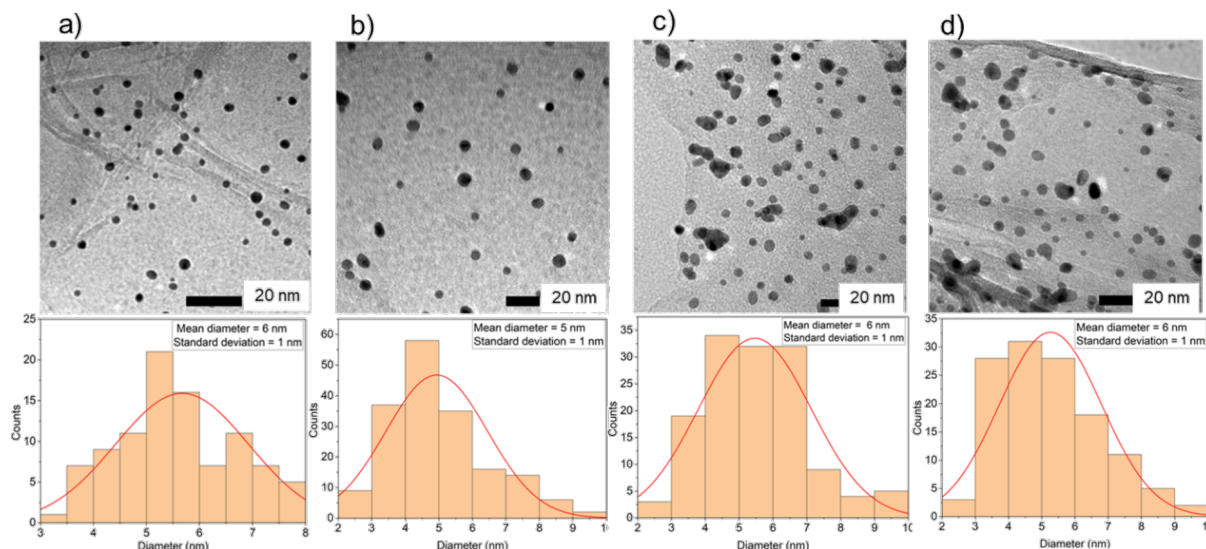 a)
b)
c)
d)
20 nm
20 nm
20 nm
20 nm
Mean diameter = 6 nm
Standard deviation = 1 nm
25
20
15
10
5
0
Counts
3 4 5 6 7 8
Diameter (nm)
Mean diameter = 5 nm
Standard deviation = 1 nm
60
50
40
30
20
10
0
Counts
2 3 4 5 6 7 8 9 10
Diameter (nm)
Mean diameter = 6 nm
Standard deviation = 1 nm
35
30
25
20
15
10
5
0
Counts
2 3 4 5 6 7 8 9 10
Diameter (nm)
Mean diameter = 6 nm
Standard deviation = 1 nm
35
30
25
20
15
10
5
0
Counts
2 3 4 5 6 7 8 9
Diameter (nm)